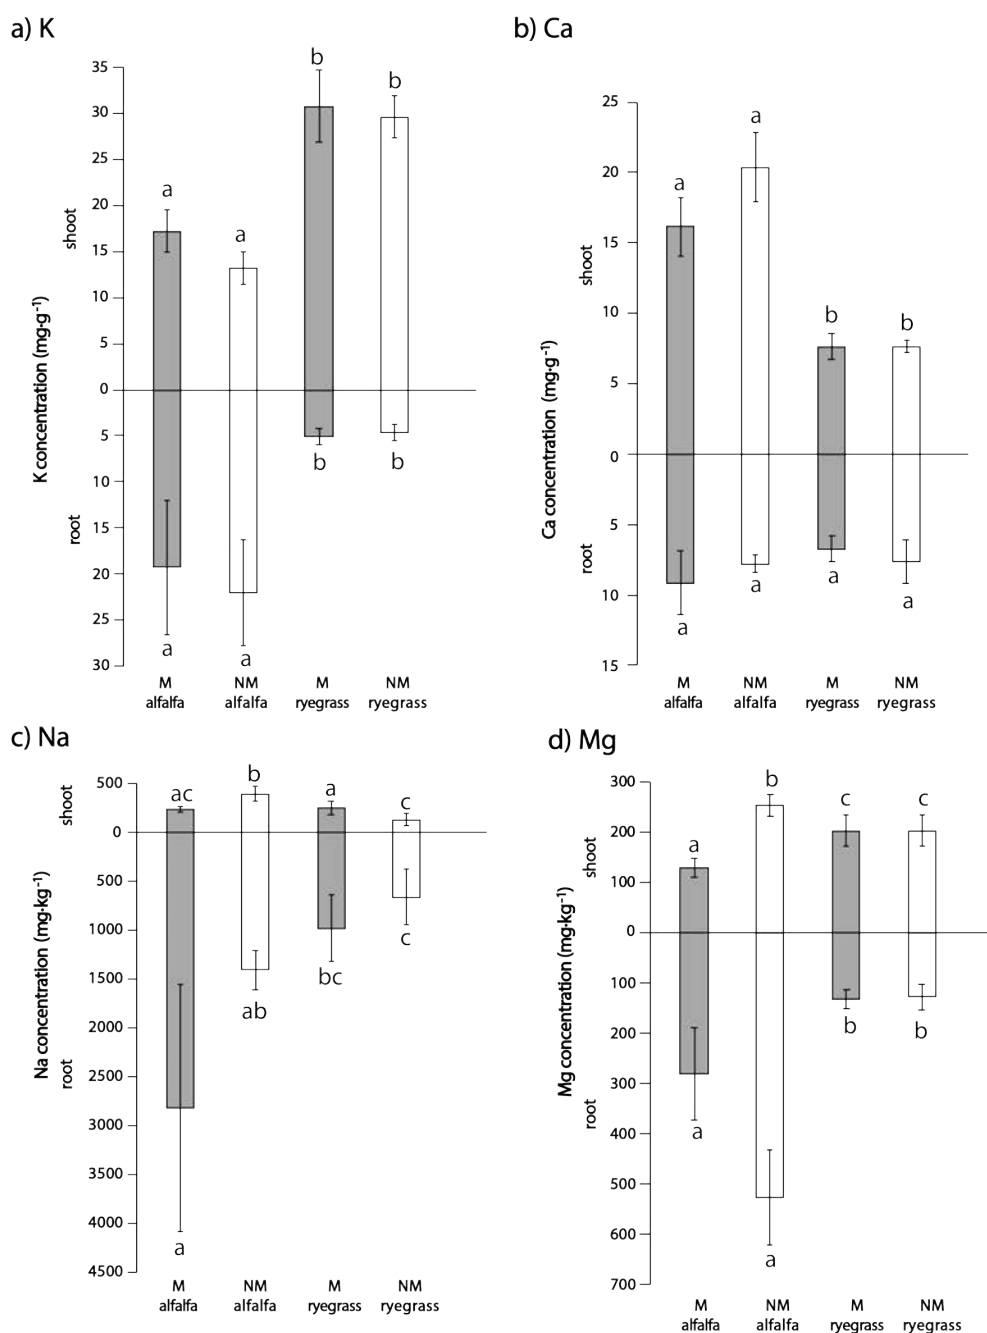 a) K
35
30
25
20
15
10
5
0
5
10
15
20
25
30
shoot
root
K concentration (mg·g-1)
a
a
b
b
a
a
b
b
M NM M NM
alfalfa alfalfa ryegrass ryegrass
b) Ca
25
20
15
10
5
0
5
10
15
shoot
root
Ca concentration (mg·g-1)
a
a
b
b
a
a
a
a
M NM M NM
alfalfa alfalfa ryegrass ryegrass
c) Na
500
0
500
1000
1500
2000
2500
3000
3500
4000
4500
shoot
root
Na concentration (mg·kg-1)
ac
b
a
c
a
ab
bc
c
M NM M NM
alfalfa alfalfa ryegrass ryegrass
d) Mg
300
200
100
0
100
200
300
400
500
600
700
shoot
root
Mg concentration (mg·kg-1)
a
b
c
c
a
a
b
b
M NM M NM
alfalfa alfalfa ryegrass ryegrass